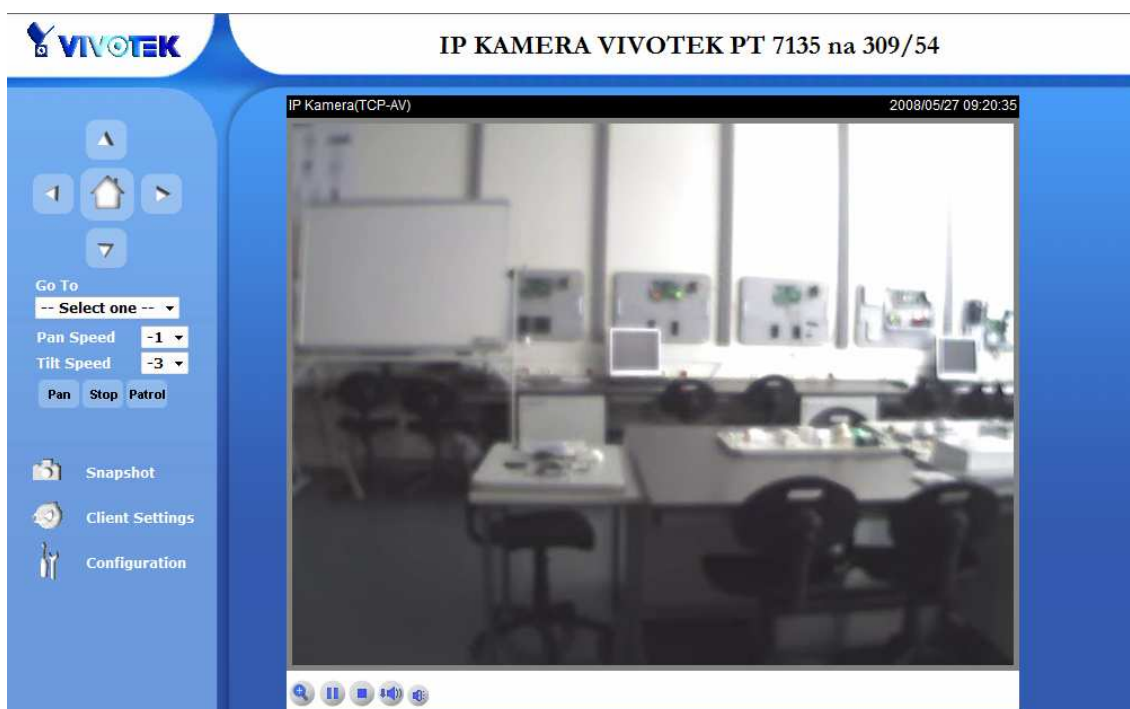 VIVOTEK
IP KAMERA VIVOTEK PT 7135 na 309/54
IP Kamera(TCP-AV) 2008/05/27 09:20:35
Go To
-- Select one --
Pan Speed -1
Tilt Speed -3
Pan Stop Patrol
Snapshot
Client Settings
Configuration